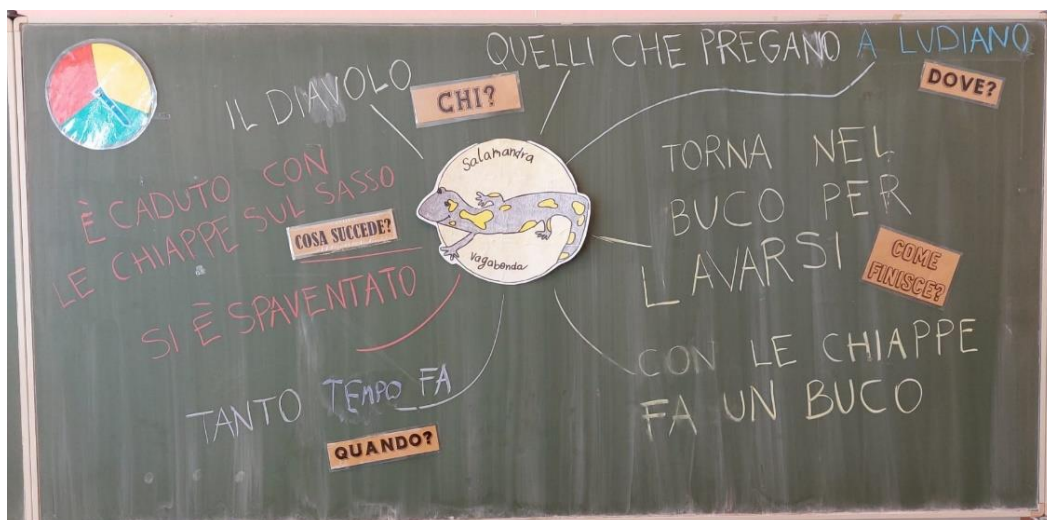 QUELLI CHE PREGANO A LUDIANO
IL DIAVOLO
CHI?
DOVE?
Salamandra
Vagabonda
È CADUTO CON
LE CHIAPPE SUL SASSO
COSA SUCCEDE?
SI È SPAVENTATO
TORNA NEL
BUCO PER
LAVARSI
COME
FINISCE?
CON LE CHIAPPE
FA UN BUCO
TANTO TEMPO FA
QUANDO?